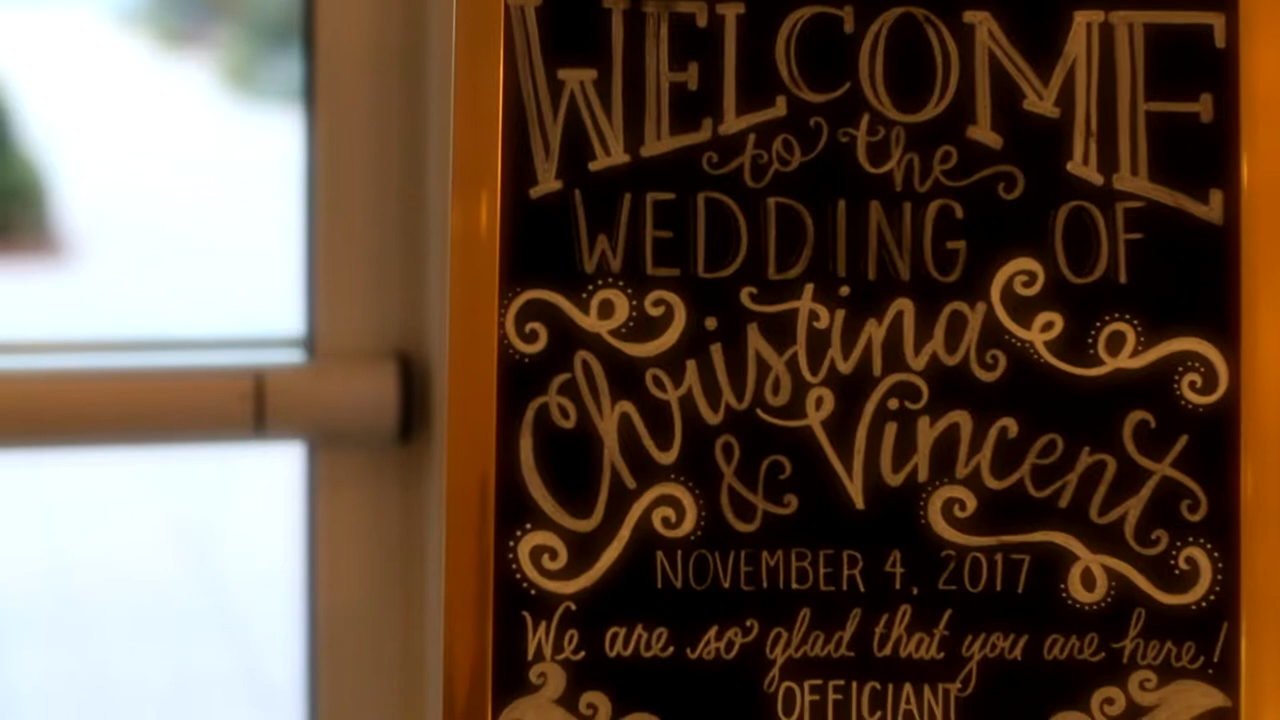 WELCOME
to the
WEDDING OF
Christina
& Vincent
NOVEMBER 4, 2017
We are so glad that you are here!
OFFICIANT